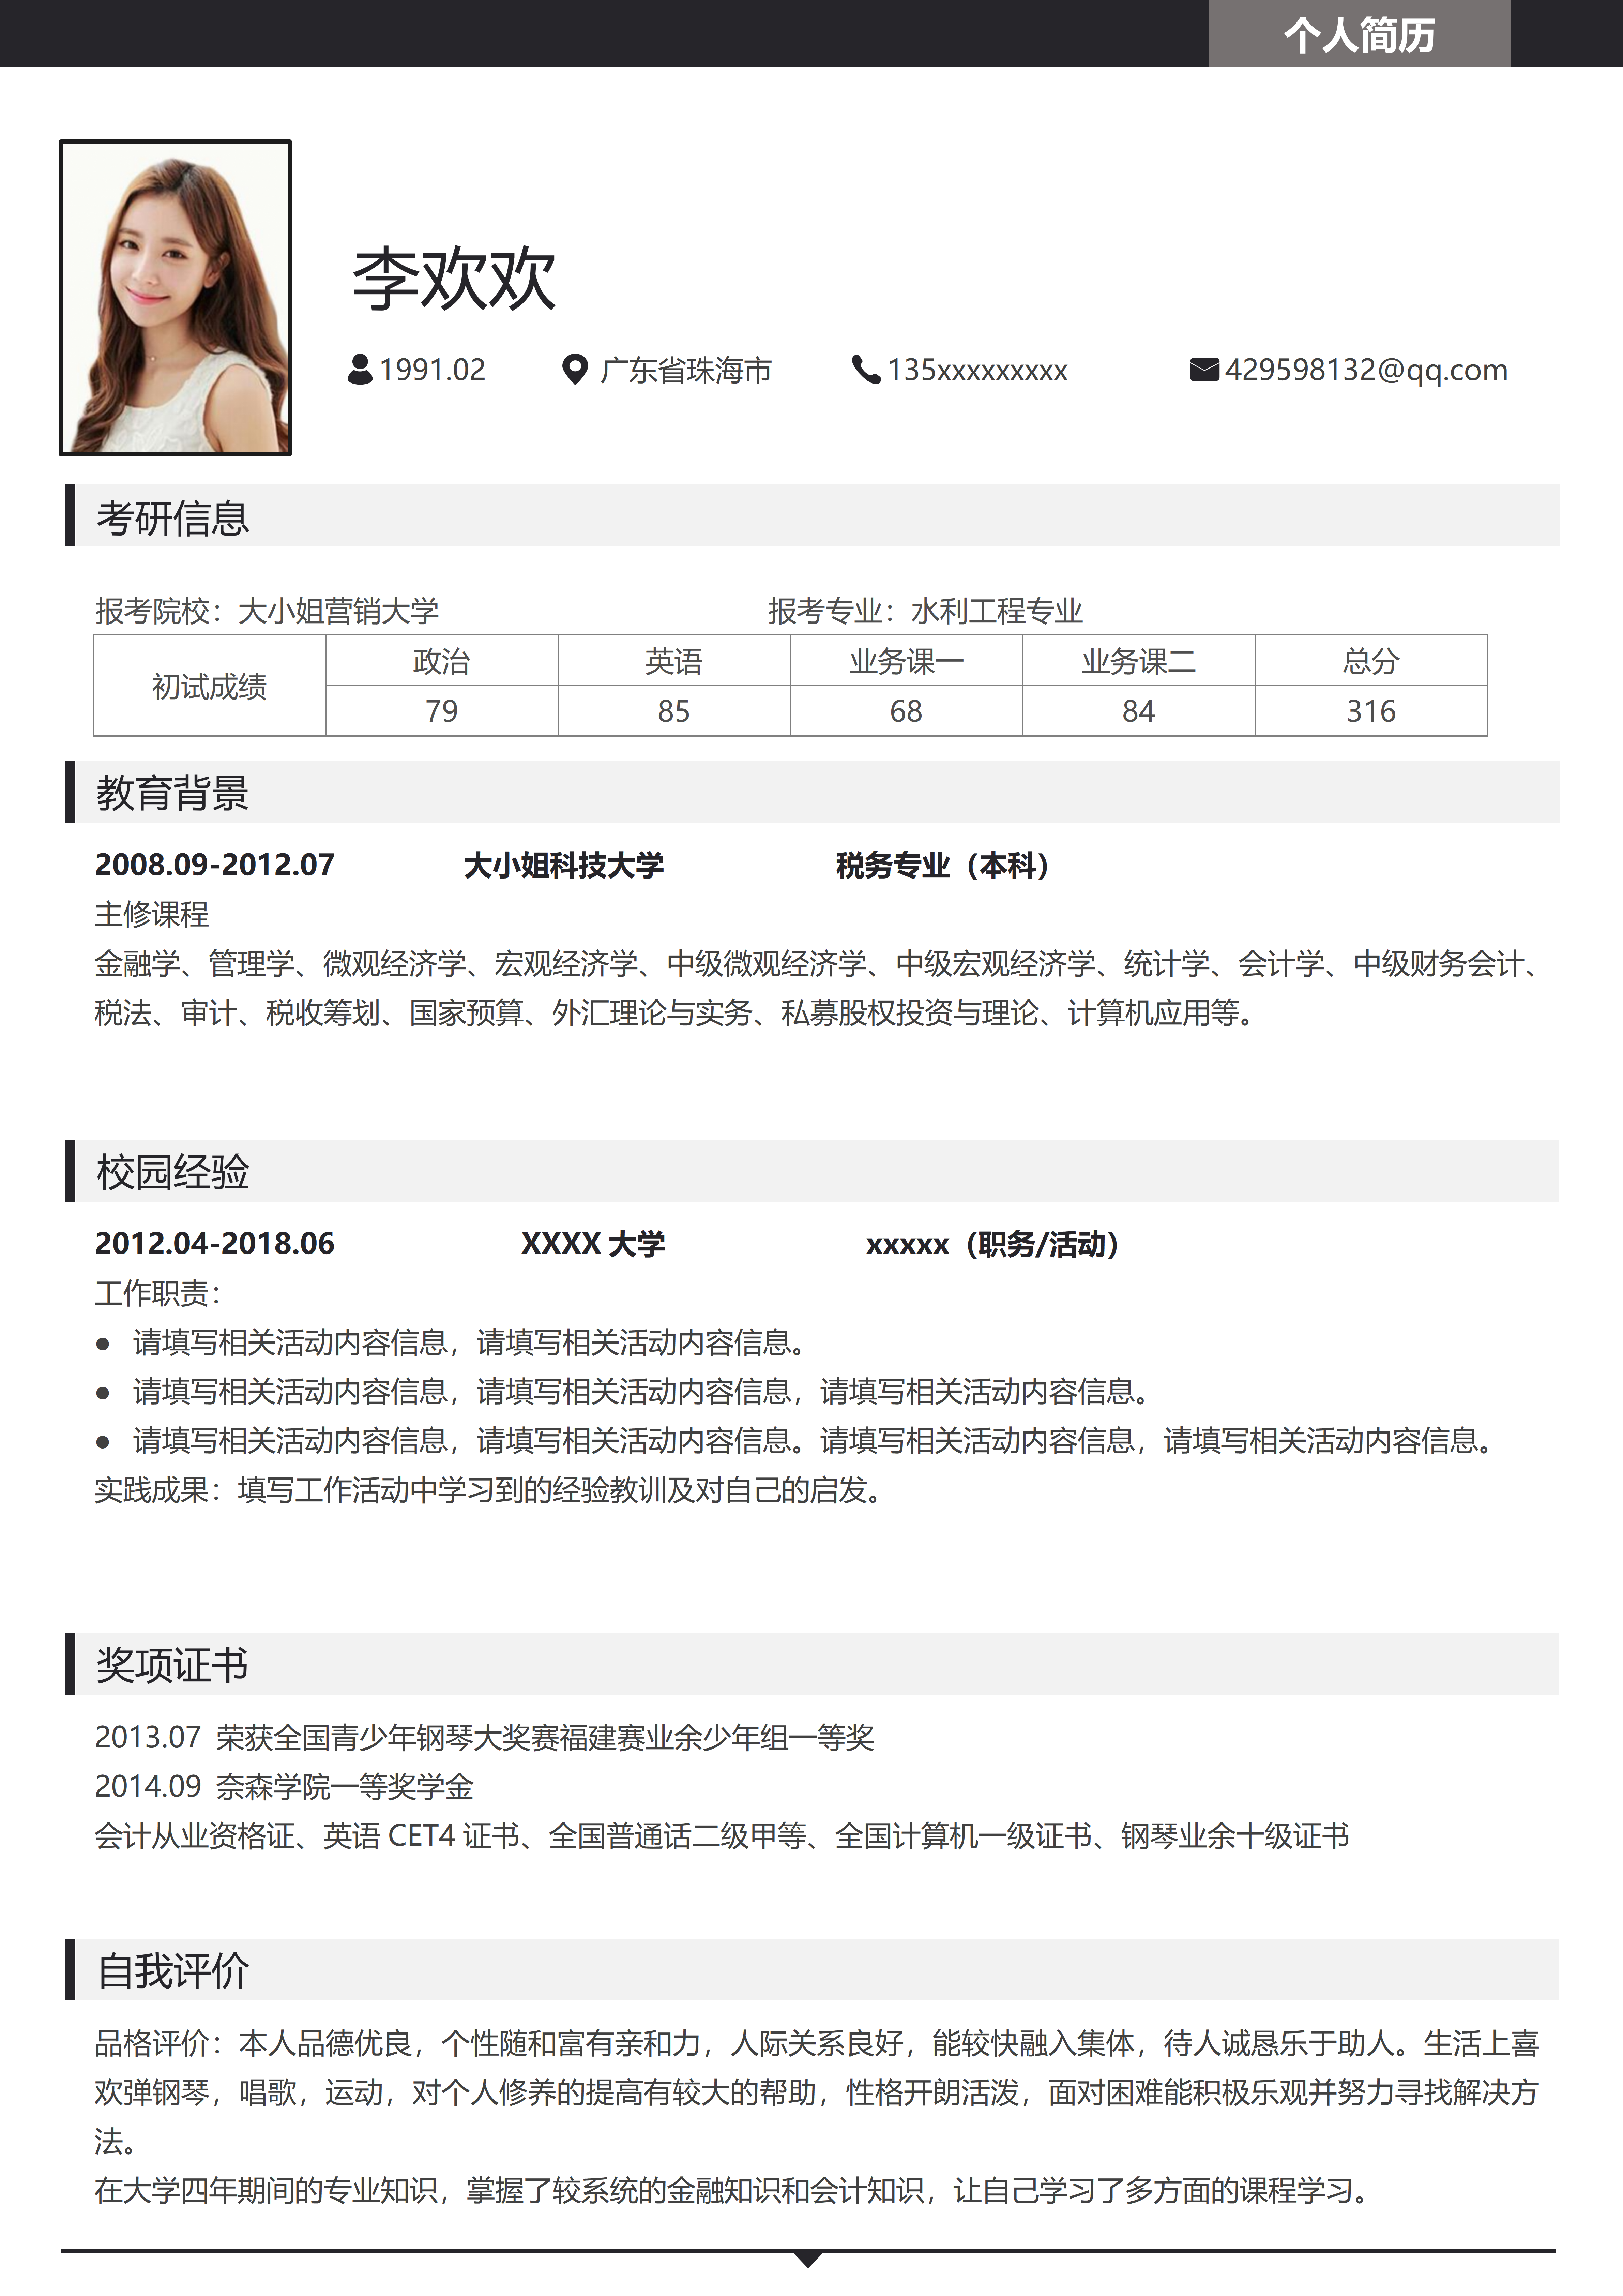 个人简历
李欢欢
1991.02 广东省珠海市 135xxxxxxxxx 429598132@qq.com
考研信息
报考院校：大小姐营销大学 报考专业：水利工程专业
初试成绩 政治 英语 业务课一 业务课二 总分
79 85 68 84 316
教育背景
2008.09-2012.07 大小姐科技大学 税务专业（本科）
主修课程
金融学、管理学、微观经济学、宏观经济学、中级微观经济学、中级宏观经济学、统计学、会计学、中级财务会计、
税法、审计、税收筹划、国家预算、外汇理论与实务、私募股权投资与理论、计算机应用等。
校园经验
2012.04-2018.06 XXXX 大学 xxxxx（职务/活动）
工作职责：
● 请填写相关活动内容信息，请填写相关活动内容信息。
● 请填写相关活动内容信息，请填写相关活动内容信息，请填写相关活动内容信息。
● 请填写相关活动内容信息，请填写相关活动内容信息。请填写相关活动内容信息，请填写相关活动内容信息。
实践成果：填写工作活动中学习到的经验教训及对自己的启发。
奖项证书
2013.07 荣获全国青少年钢琴大奖赛福建赛业余少年组一等奖
2014.09 奈森学院一等奖学金
会计从业资格证、英语 CET4 证书、全国普通话二级甲等、全国计算机一级证书、钢琴业余十级证书
自我评价
品格评价：本人品德优良，个性随和富有亲和力，人际关系良好，能较快融入集体，待人诚恳乐于助人。生活上喜
欢弹钢琴，唱歌，运动，对个人修养的提高有较大的帮助，性格开朗活泼，面对困难能积极乐观并努力寻找解决方
法。
在大学四年期间的专业知识，掌握了较系统的金融知识和会计知识，让自己学习了多方面的课程学习。